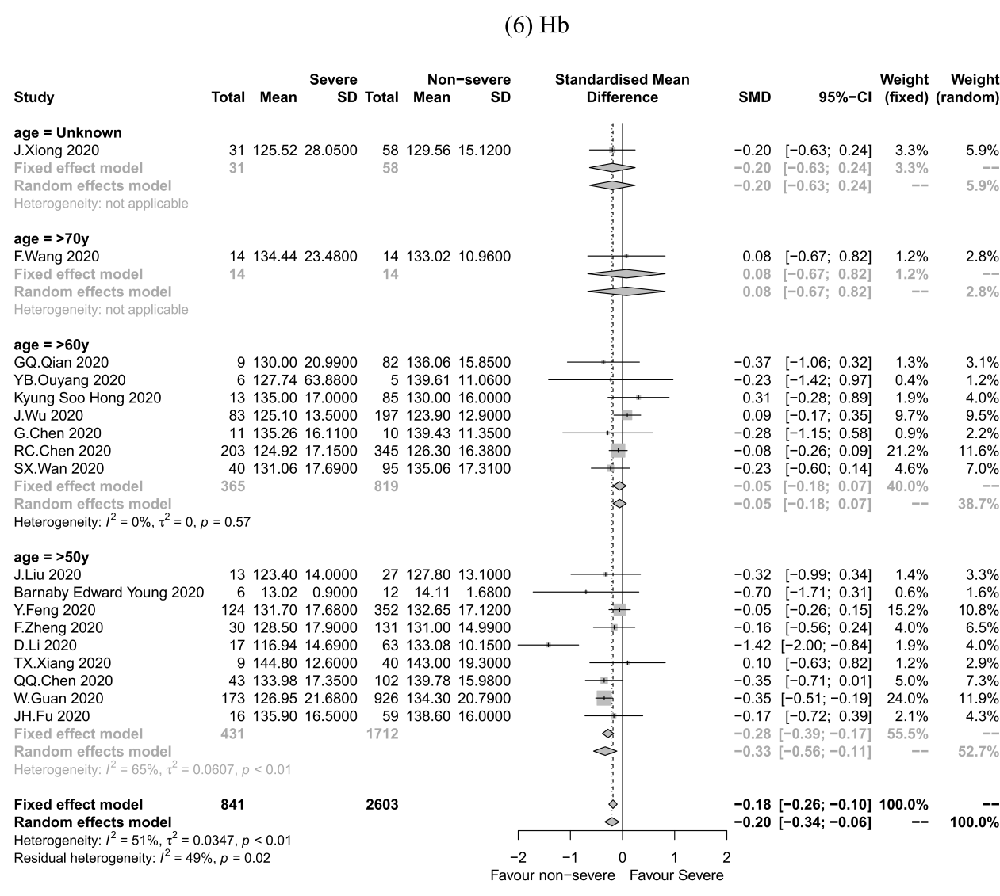 (6) Hb
Severe Non−severe Standardised Mean Weight Weight
Study Total Mean SD Total Mean SD Difference SMD 95%−CI (fixed) (random)
age = Unknown
J.Xiong 2020 31 125.52 28.0500 58 129.56 15.1200 −0.20 [−0.63; 0.24] 3.3% 5.9%
Fixed effect model 31 58 −0.20 [−0.63; 0.24] 3.3% −−
Random effects model −0.20 [−0.63; 0.24] −− 5.9%
Heterogeneity: not applicable
age = >70y
F.Wang 2020 14 134.44 23.4800 14 133.02 10.9600 0.08 [−0.67; 0.82] 1.2% 2.8%
Fixed effect model 14 14 0.08 [−0.67; 0.82] 1.2% −−
Random effects model 0.08 [−0.67; 0.82] −− 2.8%
Heterogeneity: not applicable
age = >60y
GQ.Qian 2020 9 130.00 20.9900 82 136.06 15.8500 −0.37 [−1.06; 0.32] 1.3% 3.1%
YB.Ouyang 2020 6 127.74 63.8800 5 139.61 11.0600 −0.23 [−1.42; 0.97] 0.4% 1.2%
Kyung Soo Hong 2020 13 135.00 17.0000 85 130.00 16.0000 0.31 [−0.28; 0.89] 1.9% 4.0%
J.Wu 2020 83 125.10 13.5000 197 123.90 12.9000 0.09 [−0.17; 0.35] 9.7% 9.5%
G.Chen 2020 11 135.26 16.1100 10 139.43 11.3500 −0.28 [−1.15; 0.58] 0.9% 2.2%
RC.Chen 2020 203 124.92 17.1500 345 126.30 16.3800 −0.08 [−0.26; 0.09] 21.2% 11.6%
SX.Wan 2020 40 131.06 17.6900 95 135.06 17.3100 −0.23 [−0.60; 0.14] 4.6% 7.0%
Fixed effect model 365 819 −0.05 [−0.18; 0.07] 40.0% −−
Random effects model −0.05 [−0.18; 0.07] −− 38.7%
Heterogeneity: I² = 0%, τ² = 0, p = 0.57
age = >50y
J.Liu 2020 13 123.40 14.0000 27 127.80 13.1000 −0.32 [−0.99; 0.34] 1.4% 3.3%
Barnaby Edward Young 2020 6 13.02 0.9000 12 14.11 1.6800 −0.70 [−1.71; 0.31] 0.6% 1.6%
Y.Feng 2020 124 131.70 17.6800 352 132.65 17.1200 −0.05 [−0.26; 0.15] 15.2% 10.8%
F.Zheng 2020 30 128.50 17.9000 131 131.00 14.9900 −0.16 [−0.56; 0.24] 4.0% 6.5%
D.Li 2020 17 116.94 14.6900 63 133.08 10.1500 −1.42 [−2.00; −0.84] 1.9% 4.0%
TX.Xiang 2020 9 144.80 12.6000 40 143.00 19.3000 0.10 [−0.63; 0.82] 1.2% 2.9%
QQ.Chen 2020 43 133.98 17.3500 102 139.78 15.9800 −0.35 [−0.71; 0.01] 5.0% 7.3%
W.Guan 2020 173 126.95 21.6800 926 134.30 20.7900 −0.35 [−0.51; −0.19] 24.0% 11.9%
JH.Fu 2020 16 135.90 16.5000 59 138.60 16.0000 −0.17 [−0.72; 0.39] 2.1% 4.3%
Fixed effect model 431 1712 −0.28 [−0.39; −0.17] 55.5% −−
Random effects model −0.33 [−0.56; −0.11] −− 52.7%
Heterogeneity: I² = 65%, τ² = 0.0607, p < 0.01
Fixed effect model 841 2603 −0.18 [−0.26; −0.10] 100.0% −−
Random effects model −0.20 [−0.34; −0.06] −− 100.0%
Heterogeneity: I² = 51%, τ² = 0.0347, p < 0.01
Residual heterogeneity: I² = 49%, p = 0.02
−2 −1 0 1 2
Favour non−severe Favour Severe